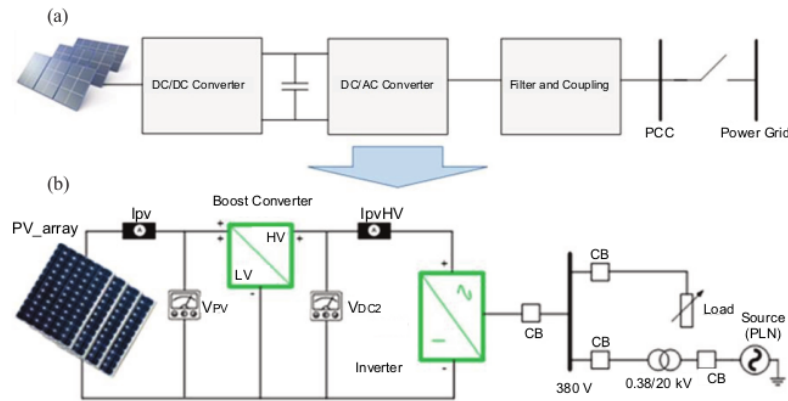 (a)
DC/DC Converter
DC/AC Converter
Filter and Coupling
PCC
Power Grid
(b)
PV_array
Ipv
Boost Converter
IpvHV
A
A
+
+
+
HV
LV
-
VPV
VDC2
+
-
Inverter
CB
CB
Load
CB
CB
Source
(PLN)
380 V
0.38/20 kV